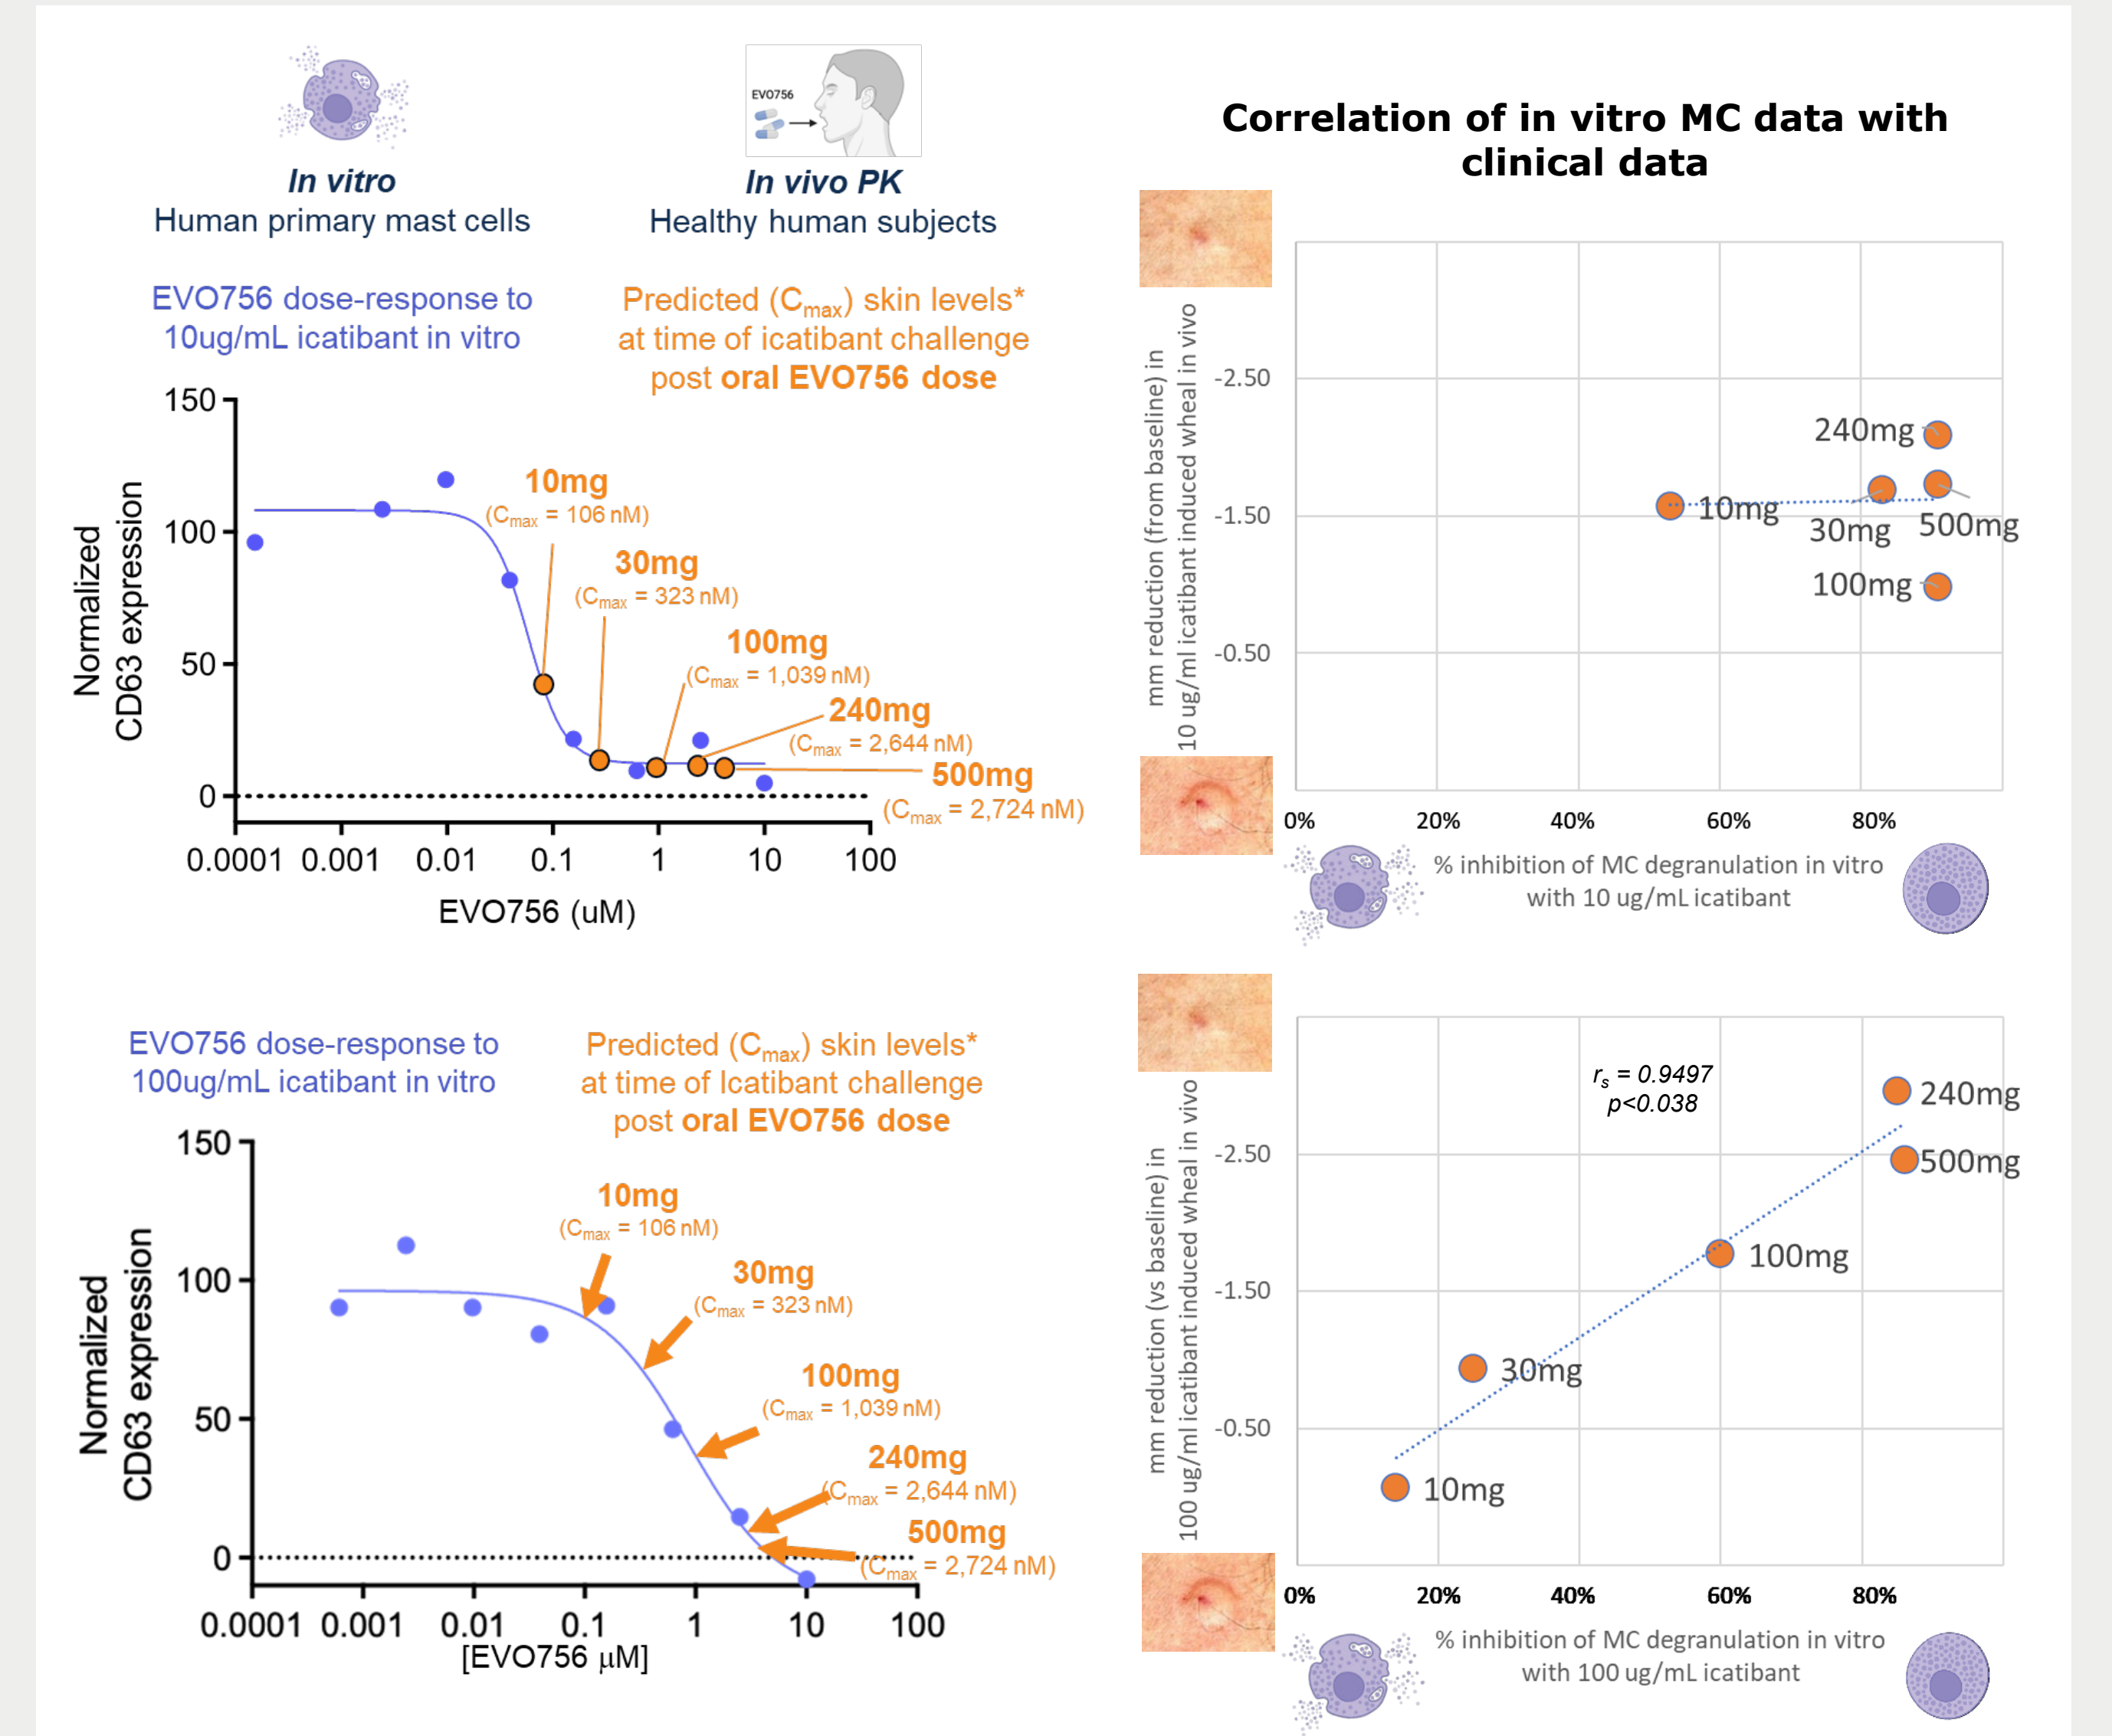 EVO756
In vitro
Human primary mast cells
In vivo PK
Healthy human subjects
EVO756 dose-response to
10ug/mL icatibant in vitro
Predicted (Cmax) skin levels*
at time of icatibant challenge
post oral EVO756 dose
Normalized
CD63 expression
150
100
50
0
10mg
(Cmax = 106 nM)
30mg
(Cmax = 323 nM)
100mg
(Cmax = 1,039 nM)
240mg
(Cmax = 2,644 nM)
500mg
(Cmax = 2,724 nM)
0.0001 0.001 0.01 0.1 1 10 100
EVO756 (uM)
Correlation of in vitro MC data with
clinical data
mm reduction (from baseline) in
10 ug/ml icatibant induced wheal in vivo
-2.50
-1.50
-0.50
240mg
10mg
30mg
500mg
100mg
0% 20% 40% 60% 80%
% inhibition of MC degranulation in vitro
with 10 ug/mL icatibant
EVO756 dose-response to
100ug/mL icatibant in vitro
Predicted (Cmax) skin levels*
at time of Icatibant challenge
post oral EVO756 dose
Normalized
CD63 expression
150
100
50
0
10mg
(Cmax = 106 nM)
30mg
(Cmax = 323 nM)
100mg
(Cmax = 1,039 nM)
240mg
(Cmax = 2,644 nM)
500mg
(Cmax = 2,724 nM)
0.0001 0.001 0.01 0.1 1 10 100
[EVO756 µM]
mm reduction (vs baseline) in
100 ug/ml icatibant induced wheal in vivo
-2.50
-1.50
-0.50
rs = 0.9497
p<0.038
240mg
500mg
100mg
30mg
10mg
0% 20% 40% 60% 80%
% inhibition of MC degranulation in vitro
with 100 ug/mL icatibant